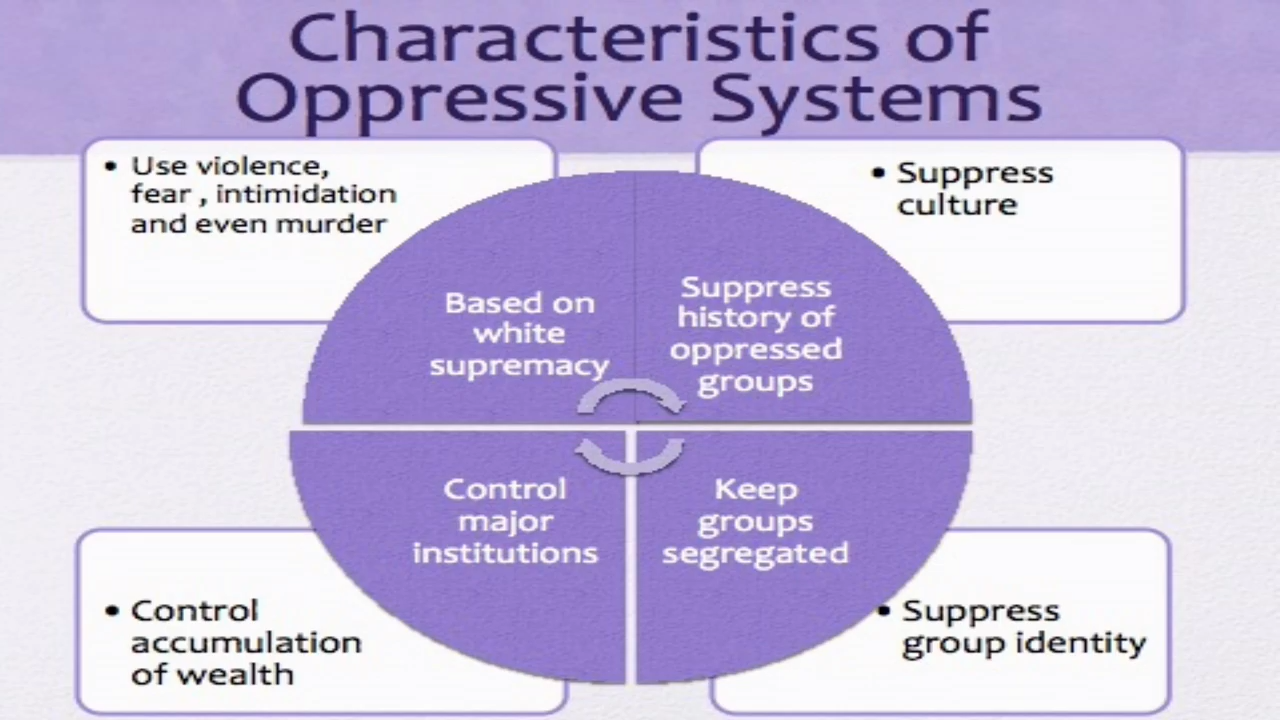 Characteristics of
Oppressive Systems
• Use violence,
fear , intimidation
and even murder
• Suppress
culture
Based on
white
supremacy
Suppress
history of
oppressed
groups
Control
major
institutions
Keep
groups
segregated
• Control
accumulation
of wealth
• Suppress
group identity